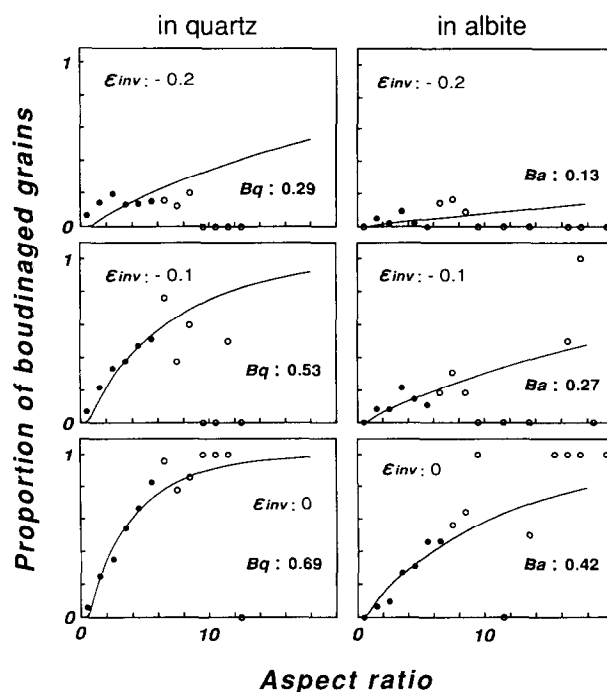 in quartz in albite
Proportion of boudinaged grains
1
εinv: - 0.2
Bq: 0.29
0
εinv: - 0.2
Ba: 0.13
1
εinv: - 0.1
Bq: 0.53
0
εinv: - 0.1
Ba: 0.27
1
εinv: 0
Bq: 0.69
0
εinv: 0
Ba: 0.42
0 10 0 10
Aspect ratio